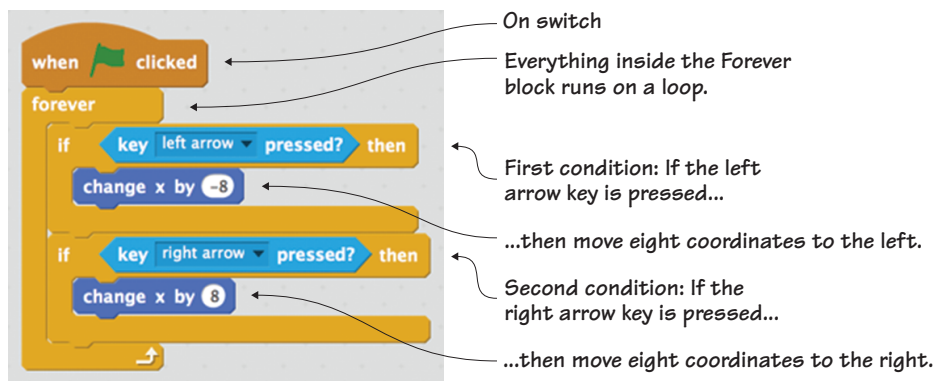 when clicked
forever
if key left arrow pressed? then
change x by -8
if key right arrow pressed? then
change x by 8
On switch
Everything inside the Forever
block runs on a loop.
First condition: If the left
arrow key is pressed...
...then move eight coordinates to the left.
Second condition: If the
right arrow key is pressed...
...then move eight coordinates to the right.